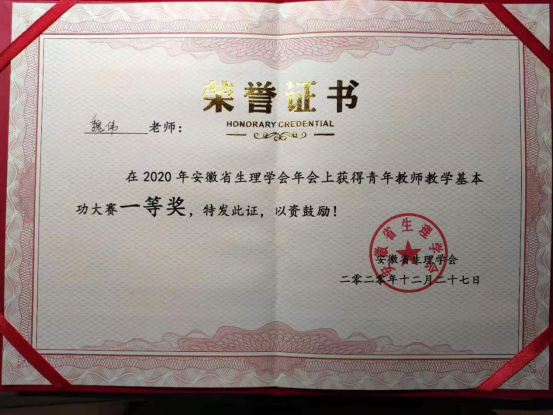 荣誉证书
HONORARY CREDENTIAL
魏伟 老师：
在2020年安徽省生理学会年会上获得青年教师教学基本
功大赛一等奖，特发此证，以资鼓励！
安徽省生理学会
安徽省生理学会
二零二零年十二月二十七日